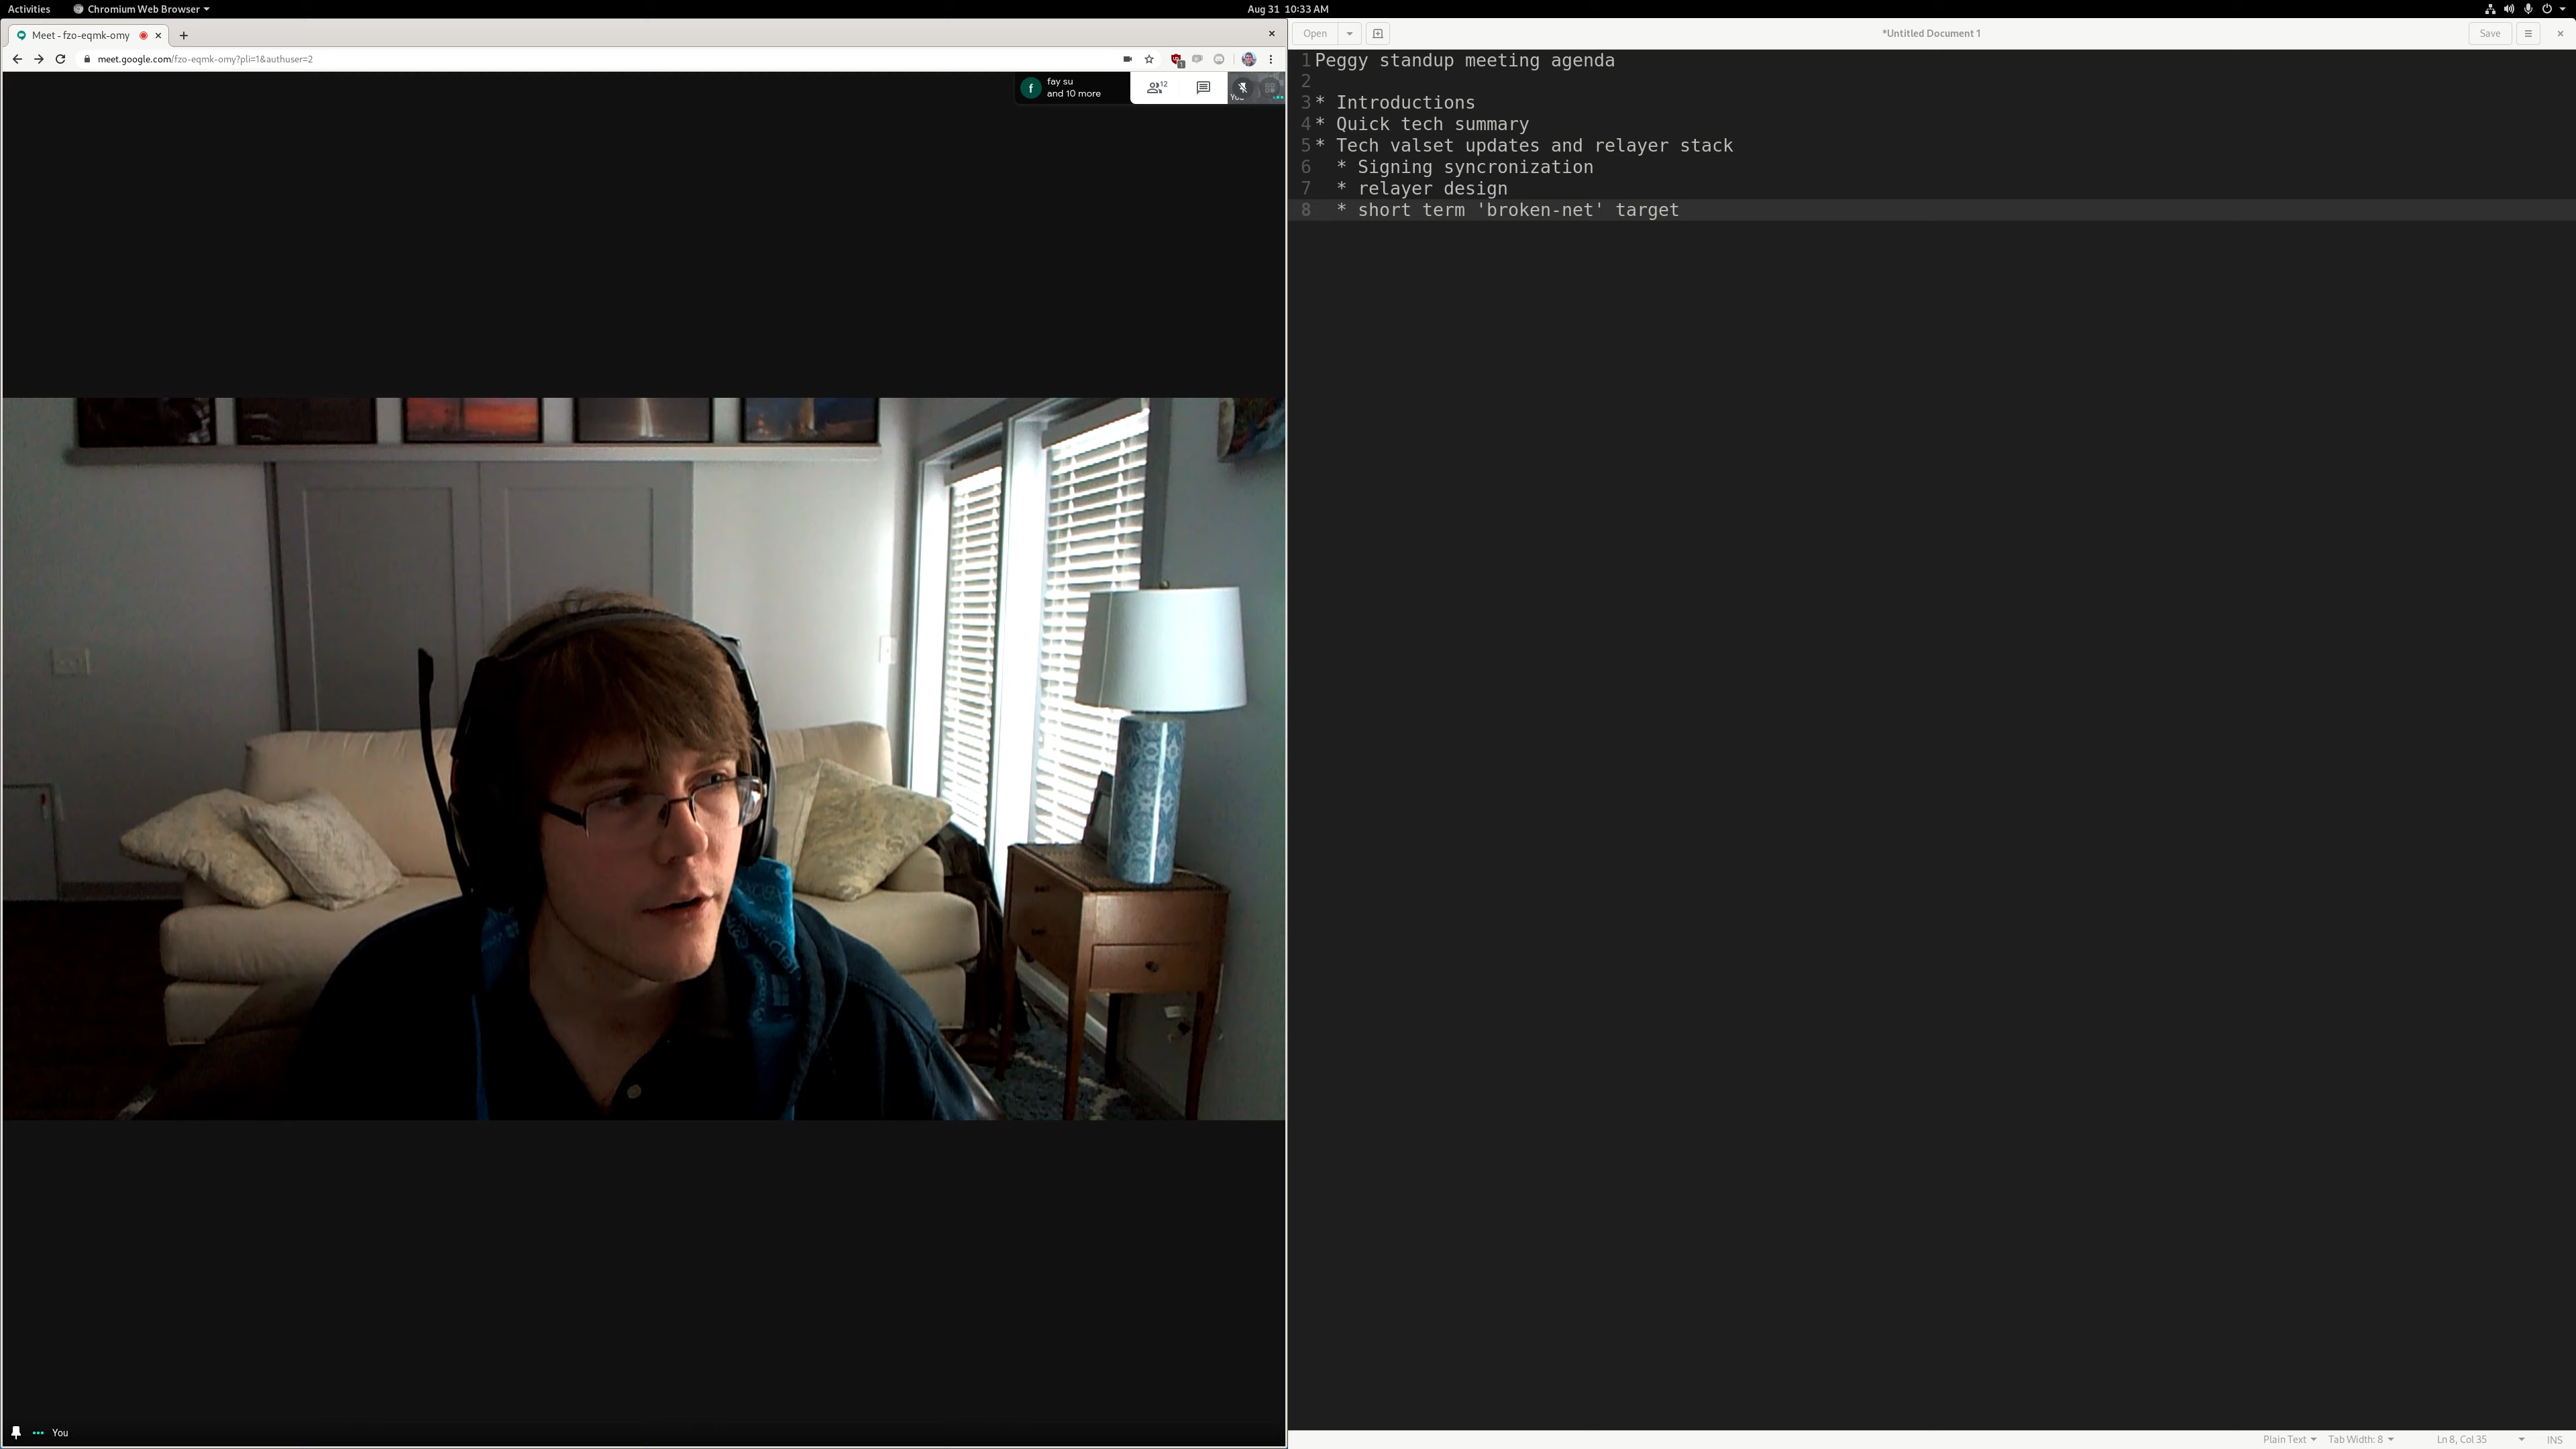 Activities
Chromium Web Browser
Aug 31 10:33 AM
Meet - fzo-eqmk-omy
meet.google.com/fzo-eqmk-omy?pli=1&authuser=2
1
fay su
f
and 10 more
12
You
Open
*Untitled Document 1
Save
1 Peggy standup meeting agenda
2
3 * Introductions
4 * Quick tech summary
5 * Tech valset updates and relayer stack
6 * Signing syncronization
7 * relayer design
8 * short term 'broken-net' target
You
Plain Text
Tab Width: 8
Ln 8, Col 35
INS